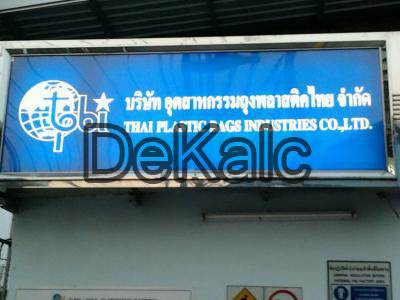 tpbi
บริษัท อุตสาหกรรมถุงพลาสติกไทย จำกัด
THAI PLASTIC BAGS INDUSTRIES CO.,LTD.
DeKalc